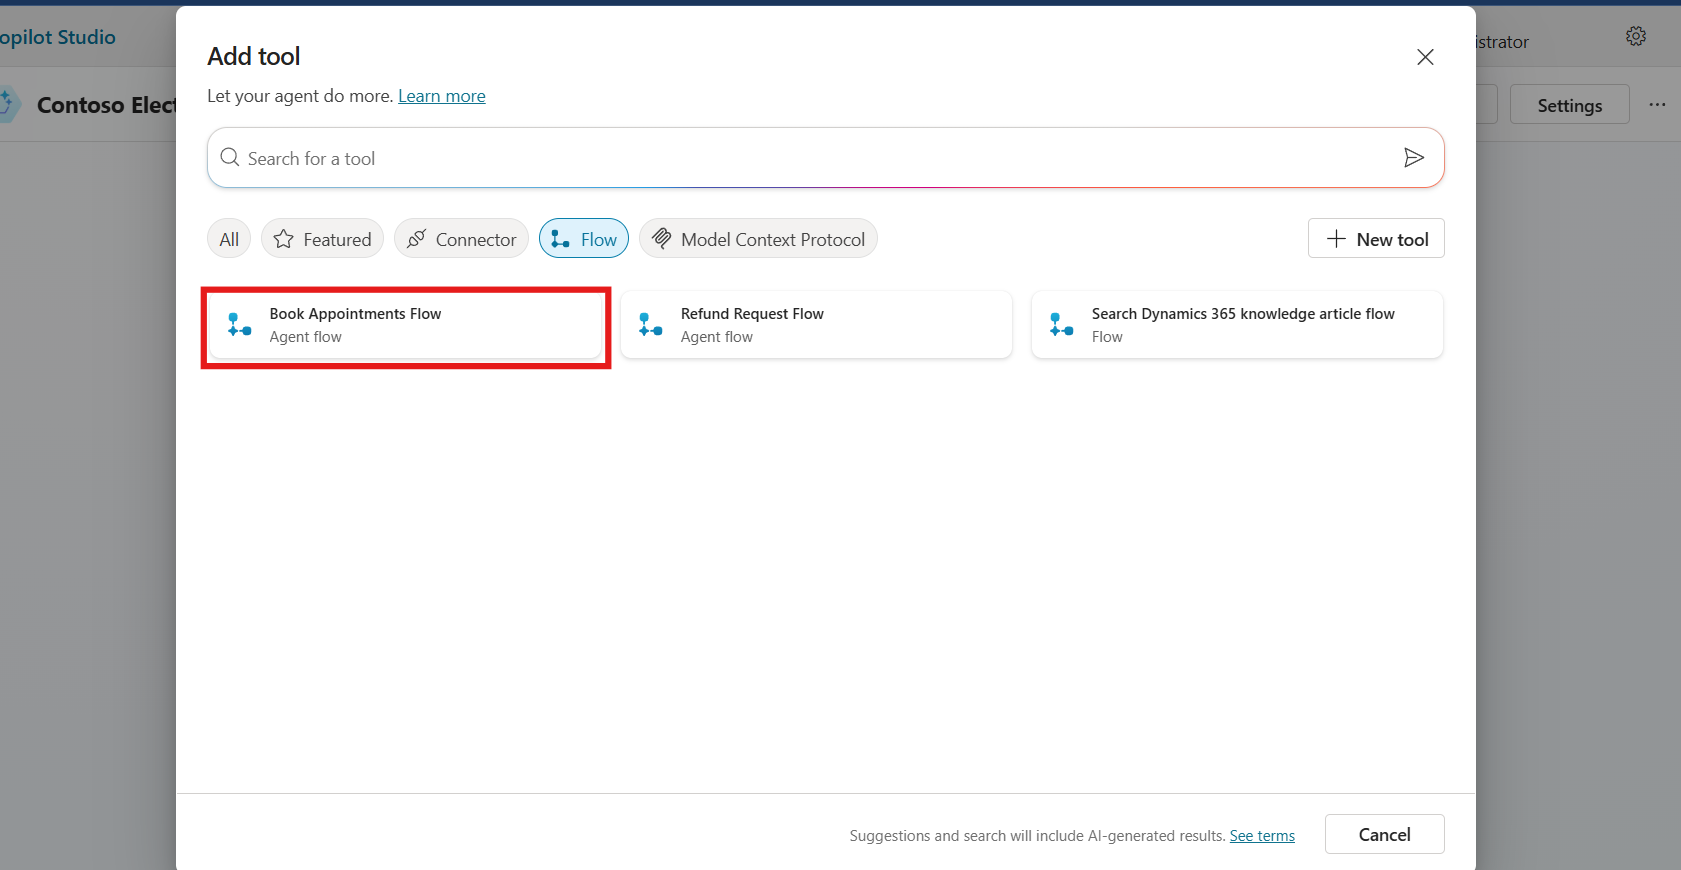 opilot Studio
istrator
Contoso Elect
Settings
Add tool
Let your agent do more. Learn more
Search for a tool
All
Featured
Connector
Flow
Model Context Protocol
New tool
Book Appointments Flow
Agent flow
Refund Request Flow
Agent flow
Search Dynamics 365 knowledge article flow
Flow
Suggestions and search will include AI-generated results. See terms
Cancel